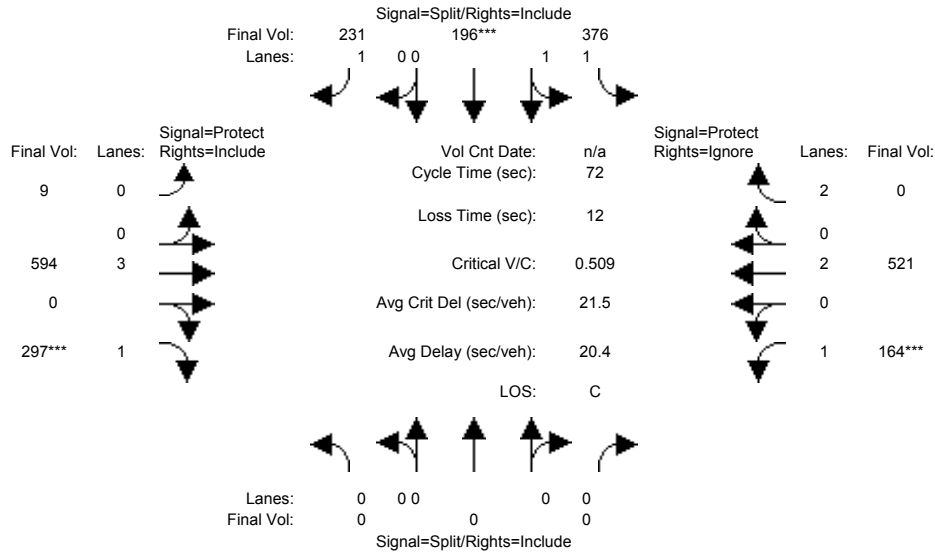 Signal=Split/Rights=Include
Final Vol: 231 196*** 376
Lanes: 1 0 0 1 1
Signal=Protect Signal=Protect
Final Vol: Lanes: Rights=Include Vol Cnt Date: n/a Rights=Ignore Lanes: Final Vol:
Cycle Time (sec): 72
9 0 2 0
Loss Time (sec): 12
0 0
594 3 Critical V/C: 0.509 2 521
0 Avg Crit Del (sec/veh): 21.5 0
297*** 1 Avg Delay (sec/veh): 20.4 1 164***
LOS: C
Lanes: 0 0 0 0 0
Final Vol: 0 0 0
Signal=Split/Rights=Include